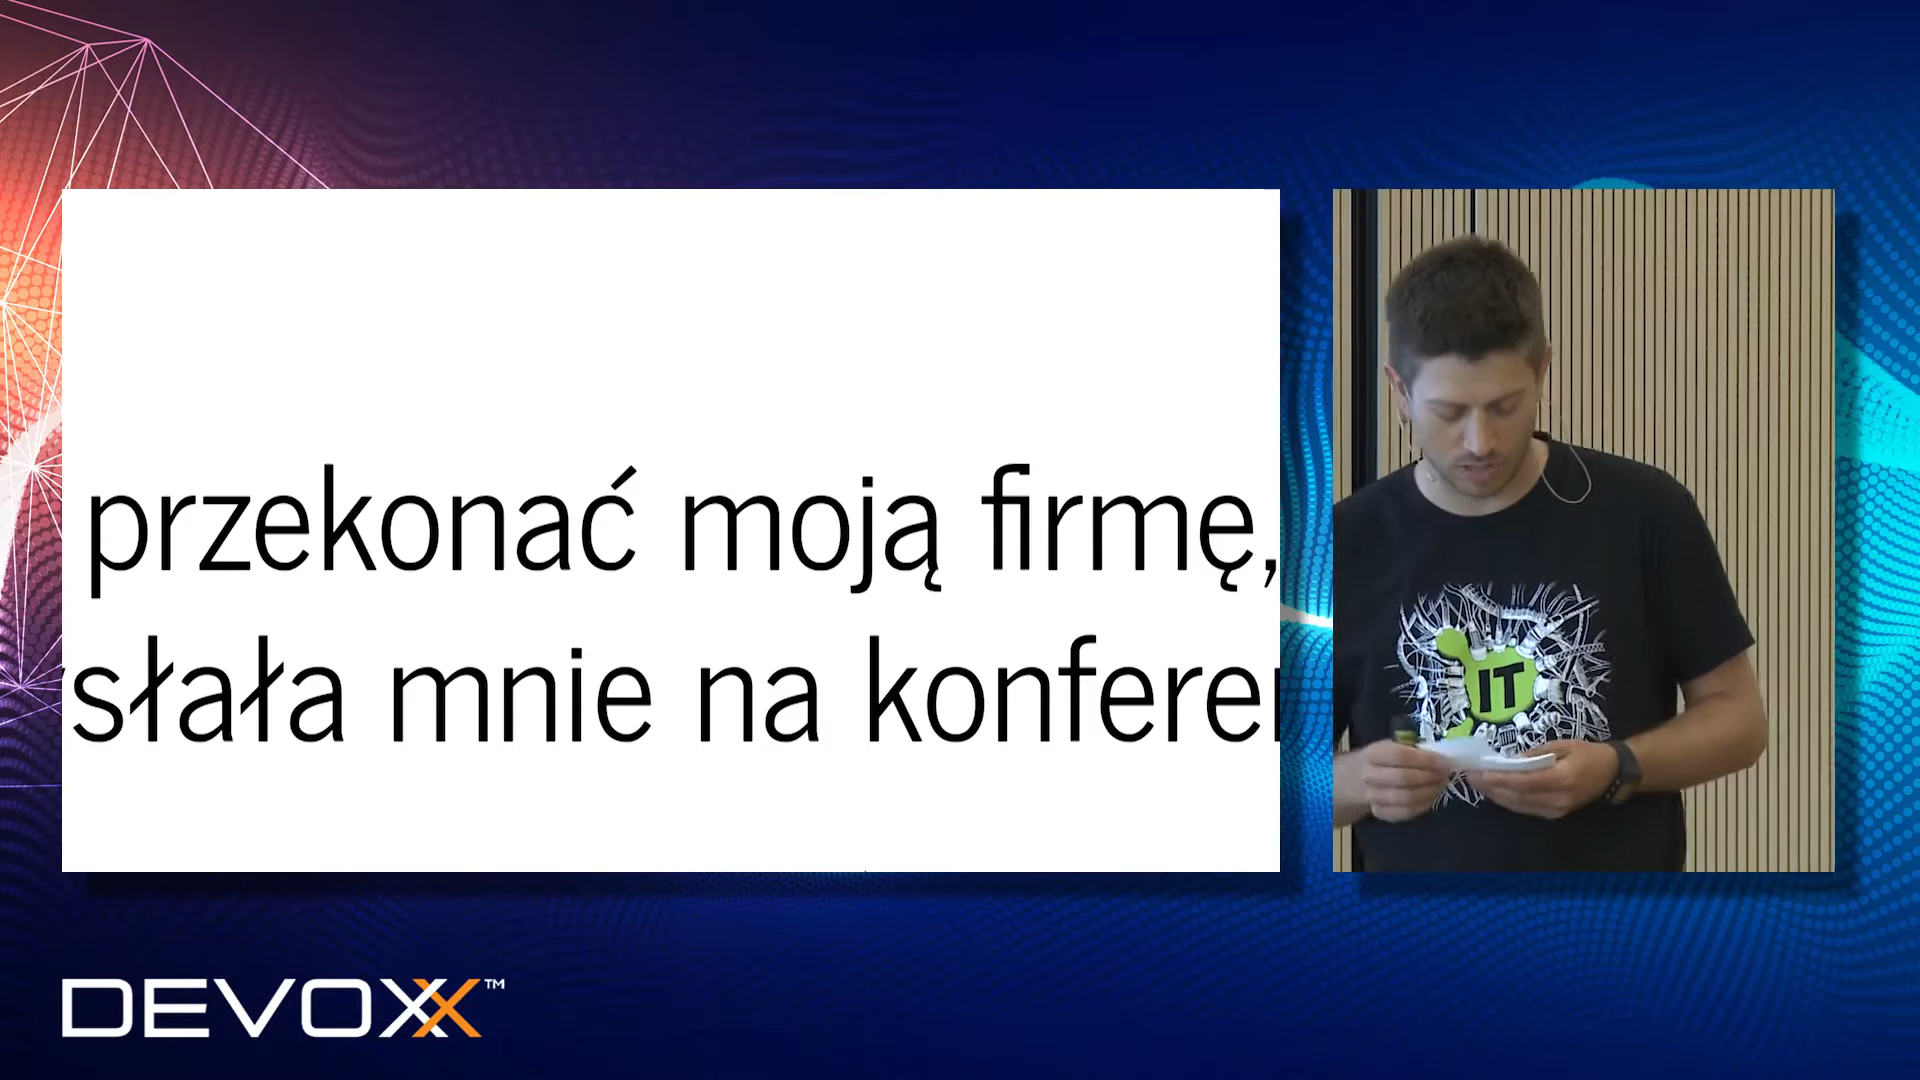 przekonać moją firmę,
słała mnie na konfere
IT
DEVOXX™